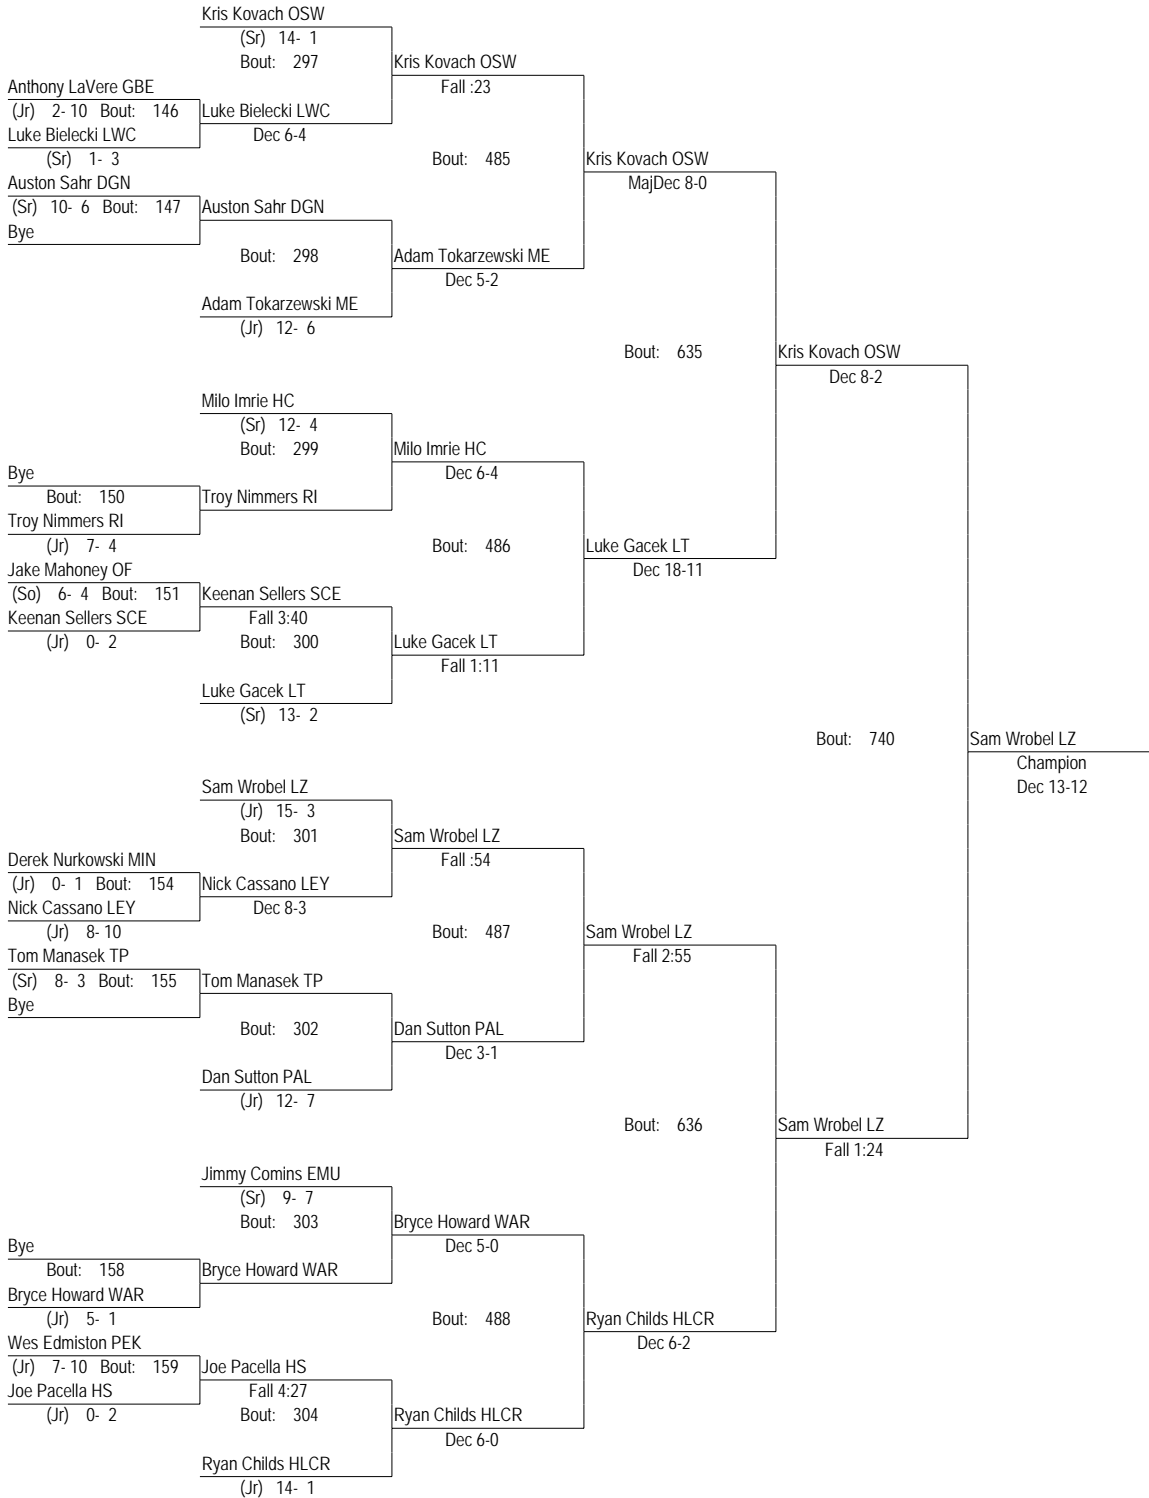 Kris Kovach OSW
(Sr) 14- 1
Bout: 297
Kris Kovach OSW
Fall :23
Anthony LaVere GBE
(Jr) 2- 10 Bout: 146
Luke Bielecki LWC
Dec 6-4
Luke Bielecki LWC
(Sr) 1- 3
Bout: 485
Kris Kovach OSW
MajDec 8-0
Auston Sahr DGN
(Sr) 10- 6 Bout: 147
Auston Sahr DGN
Bye
Bout: 298
Adam Tokarzewski ME
Dec 5-2
Adam Tokarzewski ME
(Jr) 12- 6
Bout: 635
Kris Kovach OSW
Dec 8-2
Milo Imrie HC
(Sr) 12- 4
Bout: 299
Milo Imrie HC
Dec 6-4
Bye
Bout: 150
Troy Nimmers RI
Troy Nimmers RI
(Jr) 7- 4
Bout: 486
Luke Gacek LT
Dec 18-11
Jake Mahoney OF
(So) 6- 4 Bout: 151
Keenan Sellers SCE
Fall 3:40
Keenan Sellers SCE
(Jr) 0- 2
Bout: 300
Luke Gacek LT
Fall 1:11
Luke Gacek LT
(Sr) 13- 2
Bout: 740
Sam Wrobel LZ
Champion
Dec 13-12
Sam Wrobel LZ
(Jr) 15- 3
Bout: 301
Sam Wrobel LZ
Fall :54
Derek Nurkowski MIN
(Jr) 0- 1 Bout: 154
Nick Cassano LEY
Dec 8-3
Nick Cassano LEY
(Jr) 8- 10
Bout: 487
Sam Wrobel LZ
Fall 2:55
Tom Manasek TP
(Sr) 8- 3 Bout: 155
Tom Manasek TP
Bye
Bout: 302
Dan Sutton PAL
Dec 3-1
Dan Sutton PAL
(Jr) 12- 7
Bout: 636
Sam Wrobel LZ
Fall 1:24
Jimmy Comins EMU
(Sr) 9- 7
Bout: 303
Bryce Howard WAR
Dec 5-0
Bye
Bout: 158
Bryce Howard WAR
Bryce Howard WAR
(Jr) 5- 1
Bout: 488
Ryan Childs HLCR
Dec 6-2
Wes Edmiston PEK
(Jr) 7- 10 Bout: 159
Joe Pacella HS
Fall 4:27
Joe Pacella HS
(Jr) 0- 2
Bout: 304
Ryan Childs HLCR
Dec 6-0
Ryan Childs HLCR
(Jr) 14- 1